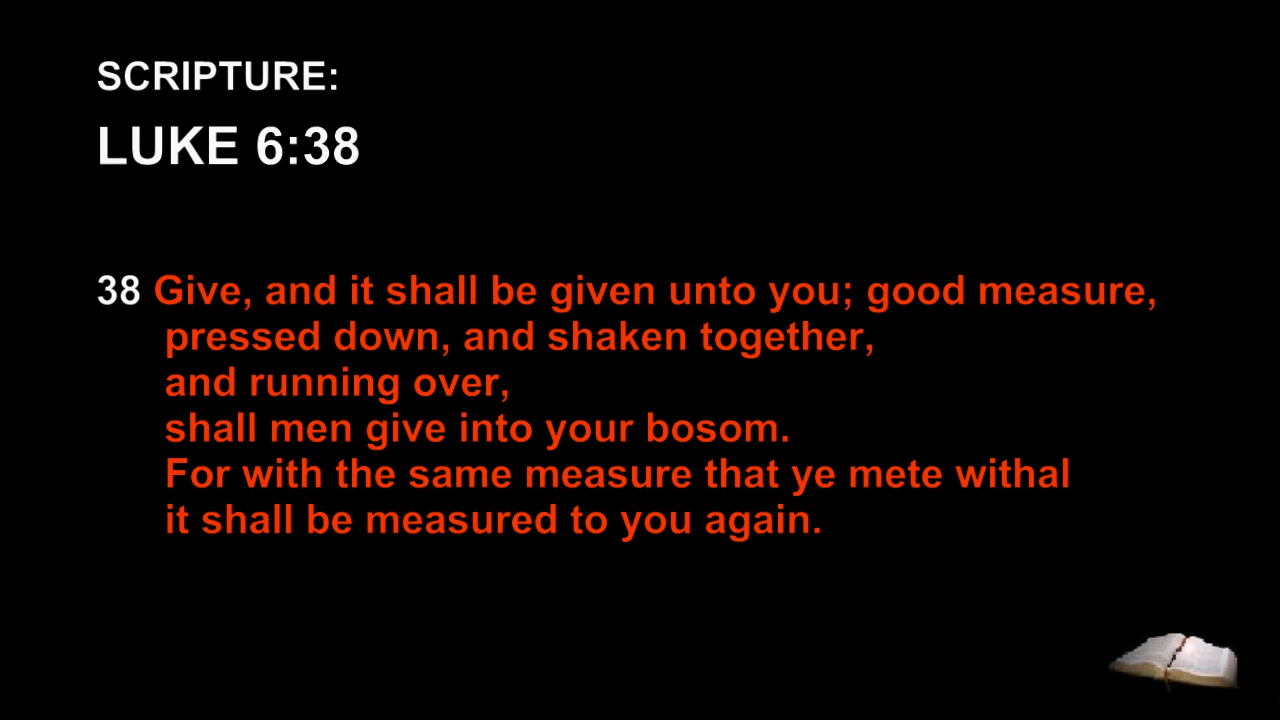 SCRIPTURE:
LUKE 6:38
38 Give, and it shall be given unto you; good measure,
pressed down, and shaken together,
and running over,
shall men give into your bosom.
For with the same measure that ye mete withal
it shall be measured to you again.